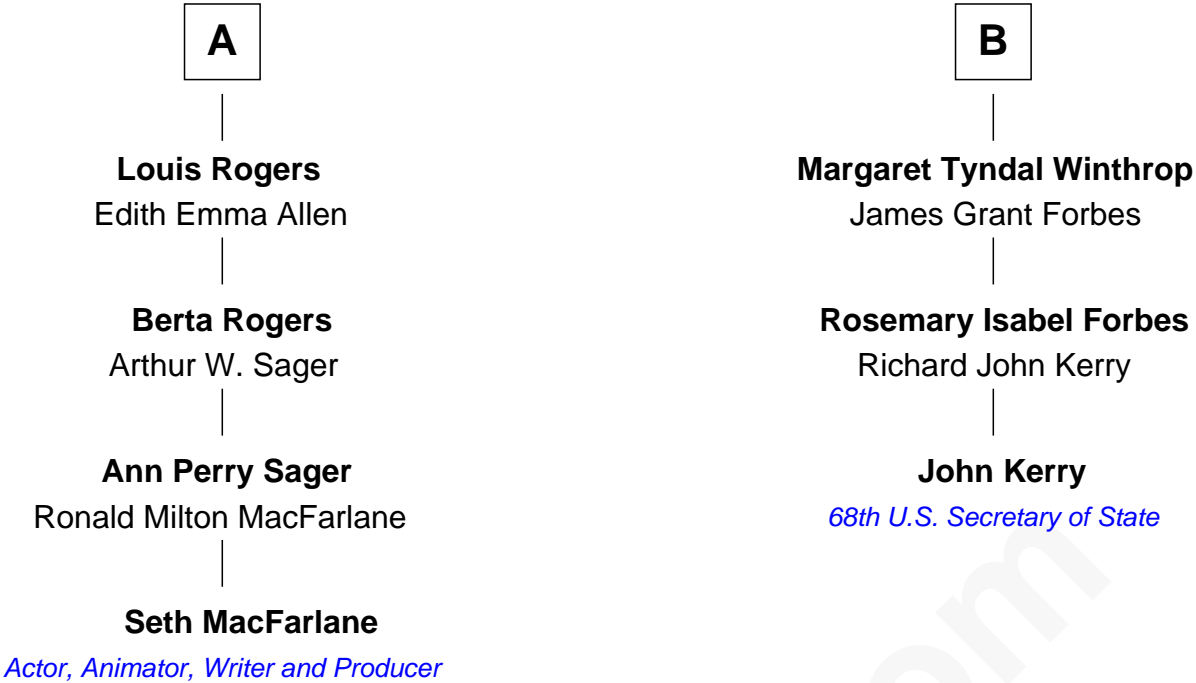 A
Louis Rogers
Edith Emma Allen
Berta Rogers
Arthur W. Sager
Ann Perry Sager
Ronald Milton MacFarlane
Seth MacFarlane
Actor, Animator, Writer and Producer
B
Margaret Tyndal Winthrop
James Grant Forbes
Rosemary Isabel Forbes
Richard John Kerry
John Kerry
68th U.S. Secretary of State
om